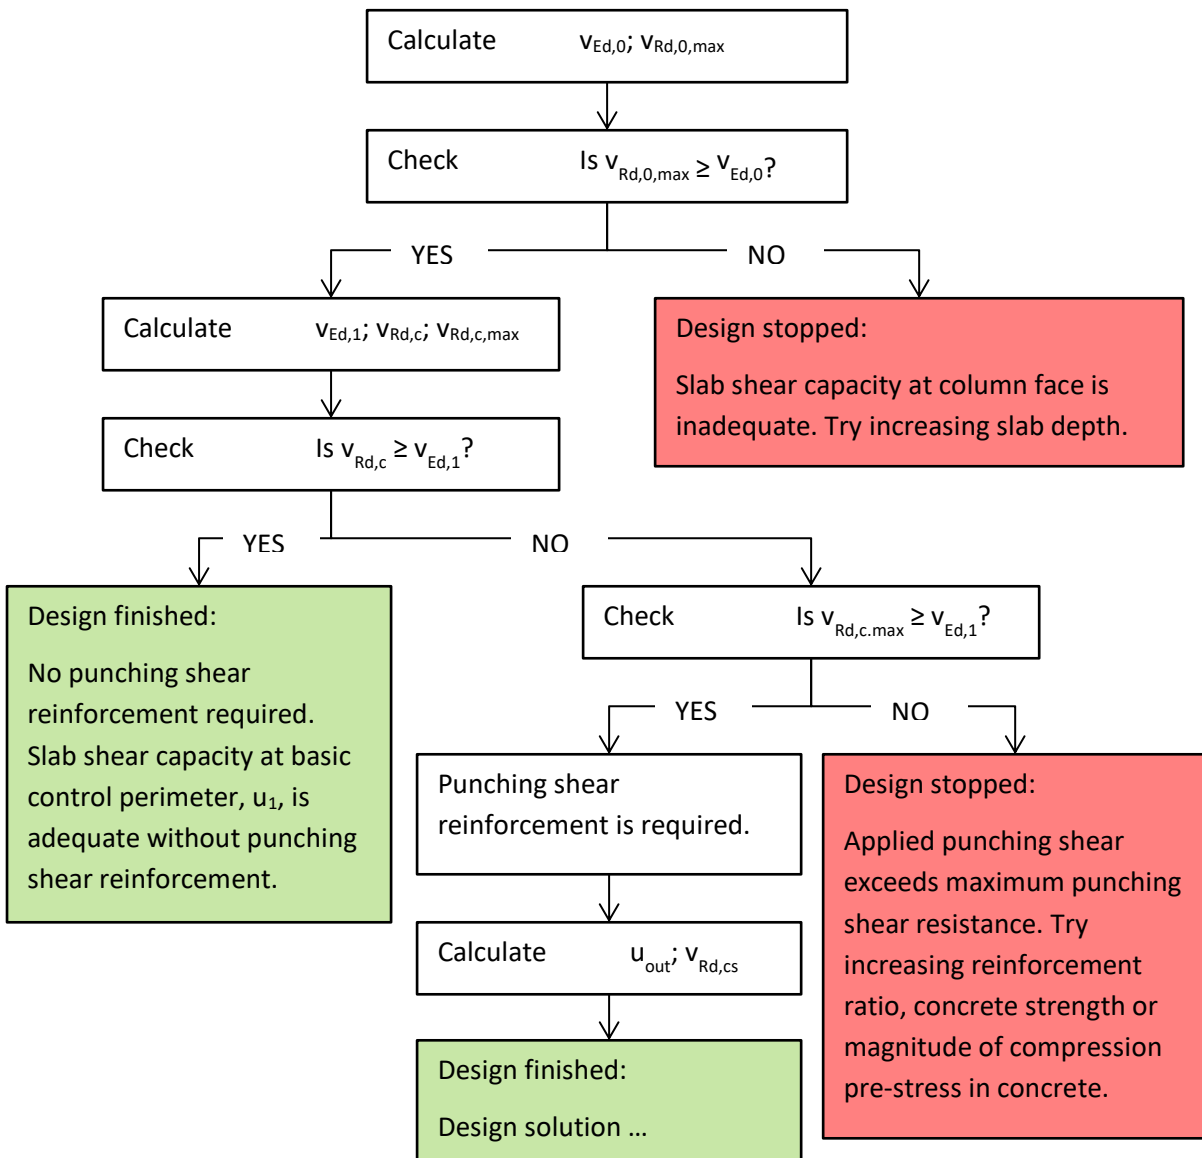 Calculate v_Ed,0; v_Rd,0,max
Check Is v_Rd,0,max ≥ v_Ed,0?
YES
NO
Calculate v_Ed,1; v_Rd,c; v_Rd,c,max
Design stopped:
Slab shear capacity at column face is
inadequate. Try increasing slab depth.
Check Is v_Rd,c ≥ v_Ed,1?
YES
NO
Design finished:
No punching shear
reinforcement required.
Slab shear capacity at basic
control perimeter, u₁, is
adequate without punching
shear reinforcement.
Check Is v_Rd,c.max ≥ v_Ed,1?
YES
NO
Punching shear
reinforcement is required.
Design stopped:
Applied punching shear
exceeds maximum punching
shear resistance. Try
increasing reinforcement
ratio, concrete strength or
magnitude of compression
pre-stress in concrete.
Calculate u_out; v_Rd,cs
Design finished:
Design solution ...